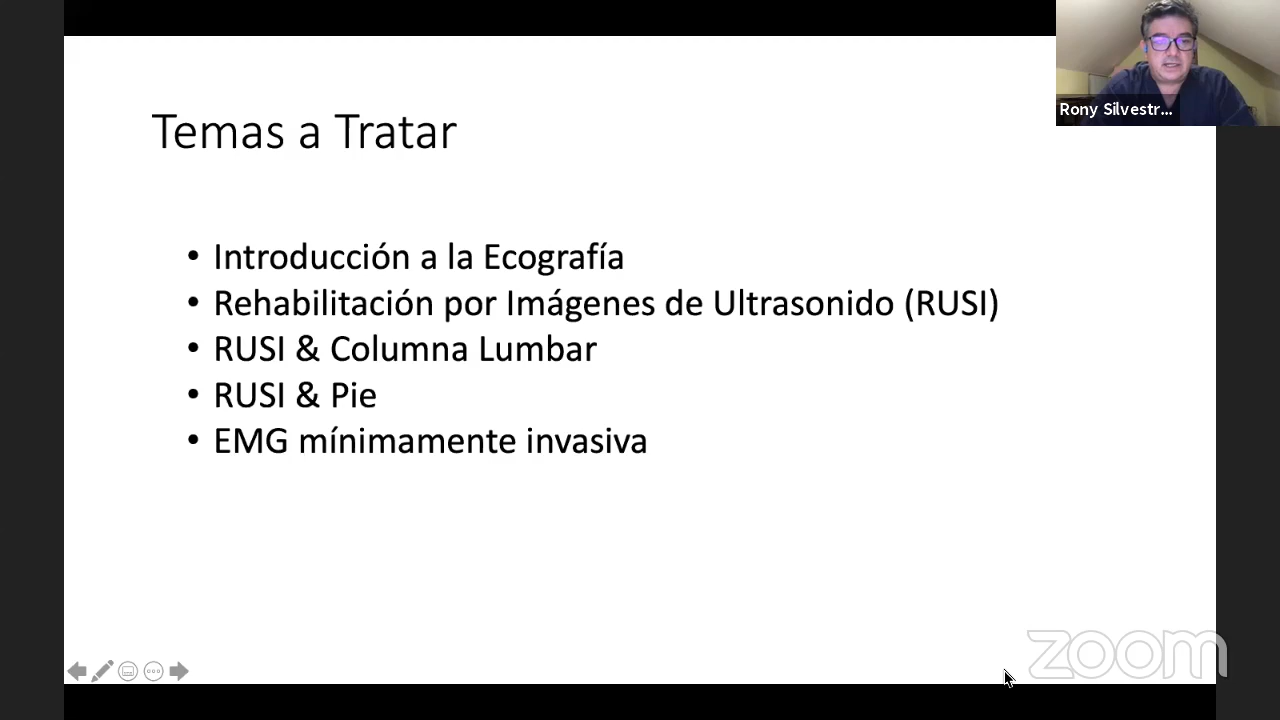 Temas a Tratar
Rony Silvestr...
• Introducción a la Ecografía
• Rehabilitación por Imágenes de Ultrasonido (RUSI)
• RUSI & Columna Lumbar
• RUSI & Pie
• EMG mínimamente invasiva
zoom